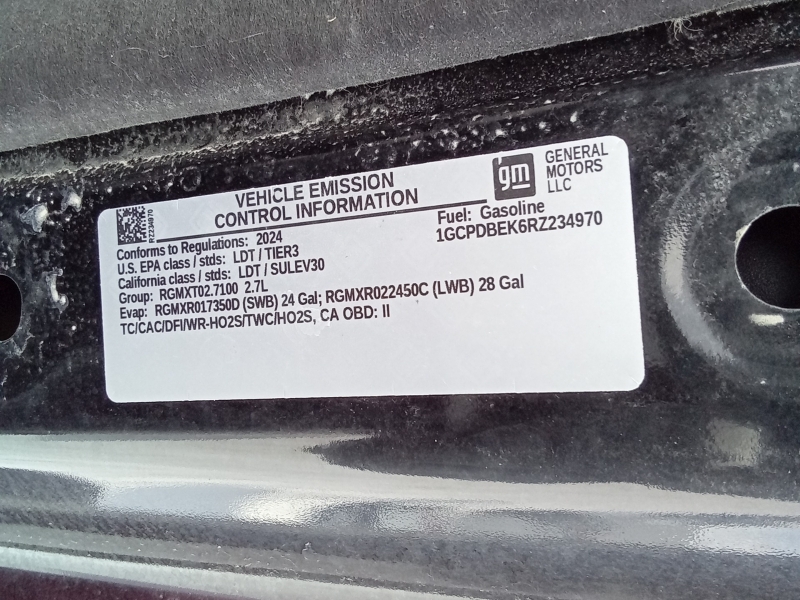 RZ234970
VEHICLE EMISSION
CONTROL INFORMATION
gm
GENERAL
MOTORS
LLC
Conforms to Regulations: 2024
Fuel: Gasoline
U.S. EPA class / stds: LDT / TIER3
1GCPDBEK6RZ234970
California class / stds: LDT / SULEV30
Group: RGMXT02.7100 2.7L
Evap: RGMXR017350D (SWB) 24 Gal; RGMXR022450C (LWB) 28 Gal
TC/CAC/DFI/WR-HO2S/TWC/HO2S, CA OBD: II